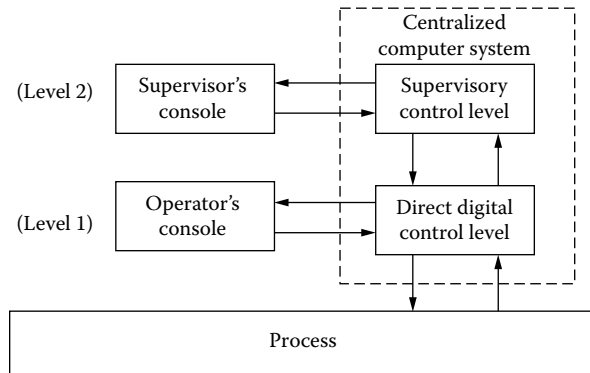 Centralized
computer system
(Level 2)
Supervisor’s
console
Supervisory
control level
(Level 1)
Operator’s
console
Direct digital
control level
Process